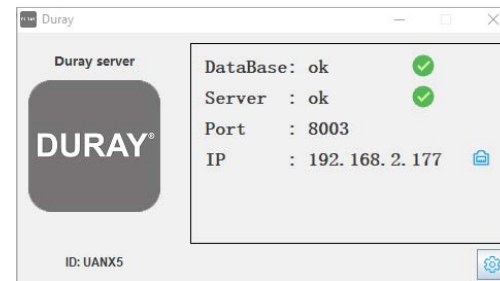 Duray
Duray server
DURAY®
ID: UANX5
DataBase: ok
Server : ok
Port : 8003
IP : 192. 168. 2. 177